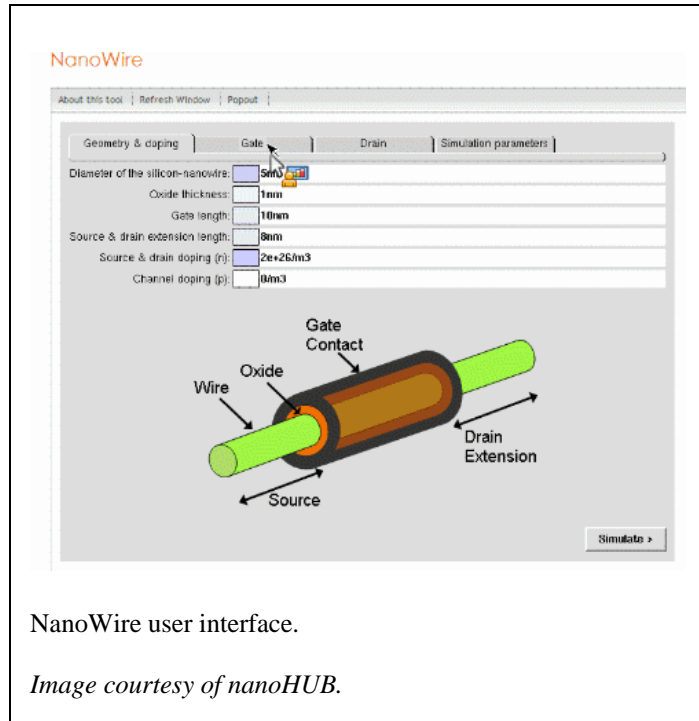 NanoWire
About this tool | Refresh Window | Popout |
Geometry & doping Gate Drain Simulation parameters
Diameter of the silicon-nanowire: 5nm
Oxide thickness: 1nm
Gate length: 10nm
Source & drain extension length: 8nm
Source & drain doping (n): 2e+26/m3
Channel doping (p): 0/m3
Gate
Contact
Oxide
Wire
Drain
Extension
Source
Simulate >
NanoWire user interface.
Image courtesy of nanoHUB.